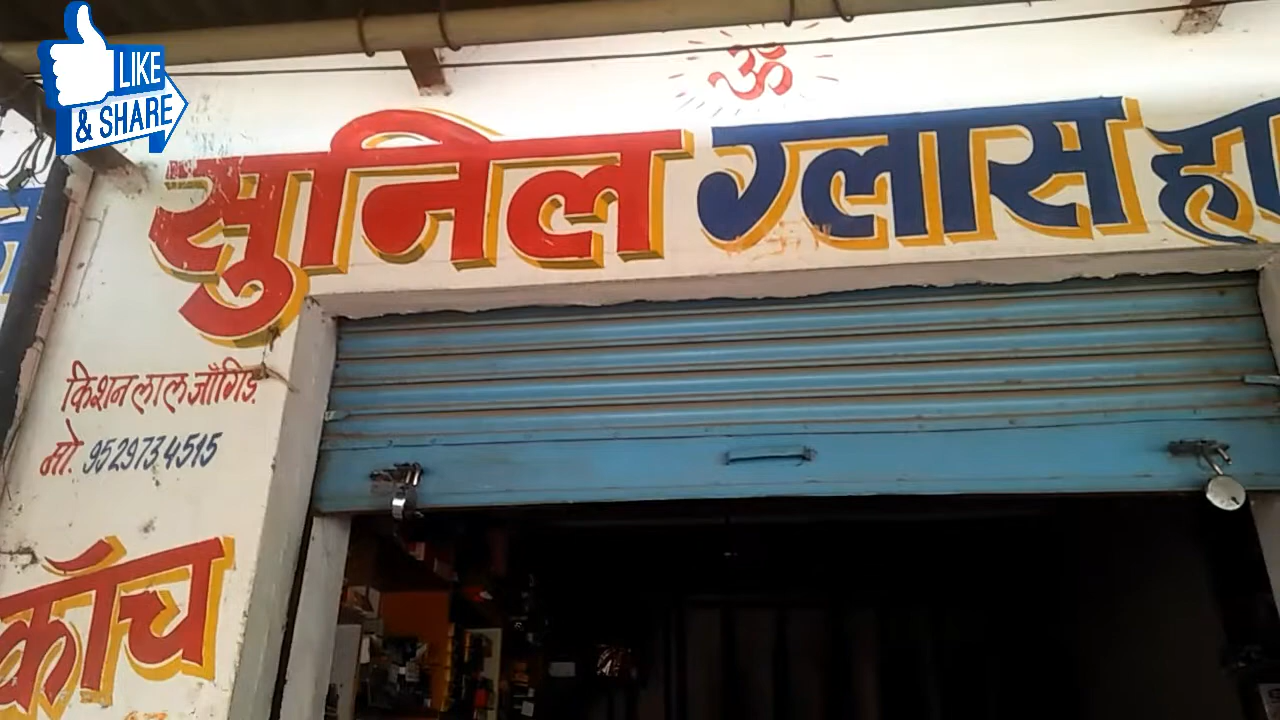 LIKE
& SHARE
ॐ
सुनिल ग्लास
किशन लाल जाँगिड़
मो. 9529734515
कॉच